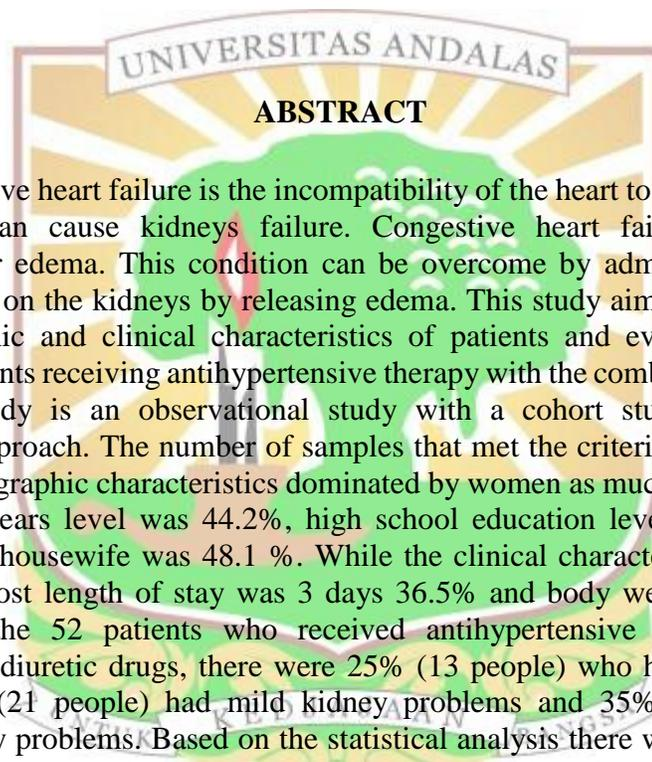 UNIVERSITAS ANDALAS
ABSTRACT
ve heart failure is the incompatibility of the heart to
an cause kidneys failure. Congestive heart fai
r edema. This condition can be overcome by adm
on the kidneys by releasing edema. This study aim
ic and clinical characteristics of patients and ev
nts receiving antihypertensive therapy with the comb
dy is an observational study with a cohort stu
proach. The number of samples that met the criteri
graphic characteristics dominated by women as muc
ears level was 44.2%, high school education leve
housewife was 48.1 %. While the clinical characte
ost length of stay was 3 days 36.5% and body we
he 52 patients who received antihypertensive
diuretic drugs, there were 25% (13 people) who h
(21 people) had mild kidney problems and 35%
y problems. Based on the statistical analysis there w
NTUK KEDJAJAAN BANGSA